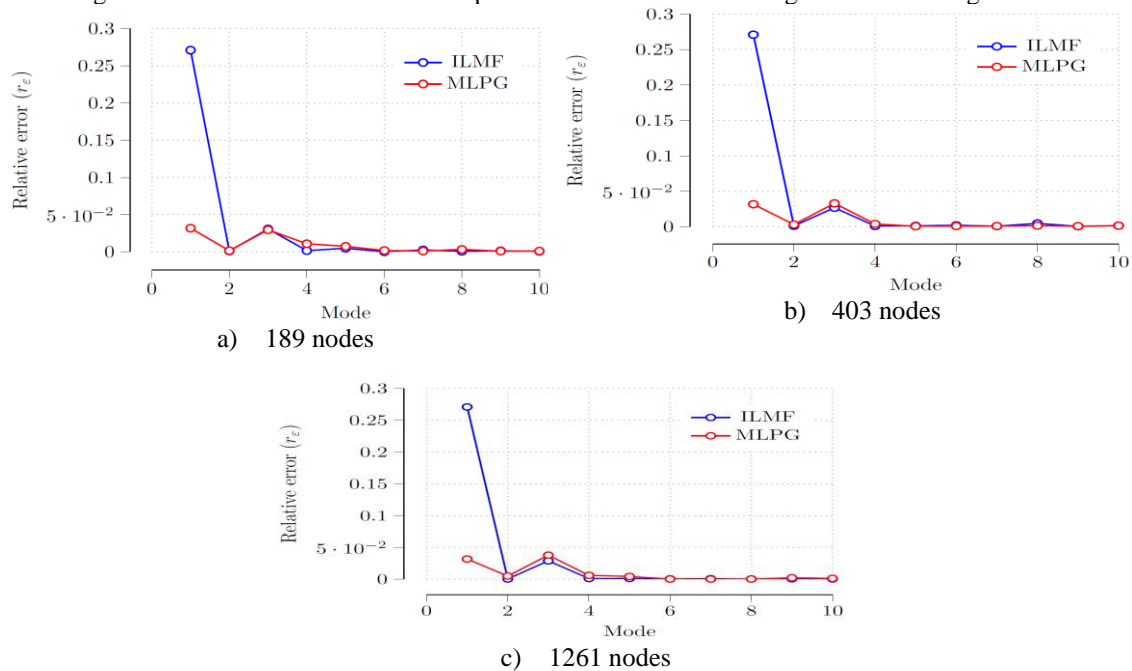 0.3
0.25
0.2
0.15
0.1
5 · 10⁻²
0
Relative error (rε)
ILMF
MLPG
0 2 4 6 8 10
Mode
a) 189 nodes
0.3
0.25
0.2
0.15
0.1
5 · 10⁻²
0
Relative error (rε)
ILMF
MLPG
0 2 4 6 8 10
Mode
b) 403 nodes
0.3
0.25
0.2
0.15
0.1
5 · 10⁻²
0
Relative error (rε)
ILMF
MLPG
0 2 4 6 8 10
Mode
c) 1261 nodes